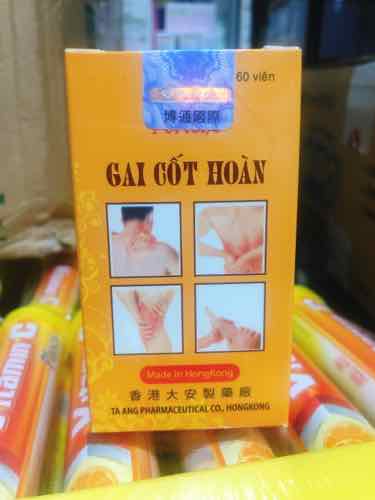 60 viên
博通國際
GAI CỐT HOÀN
Made in HongKong
香港大安製藥廠
TA ANG PHARMACEUTICAL CO., HONGKONG
Vitamin C